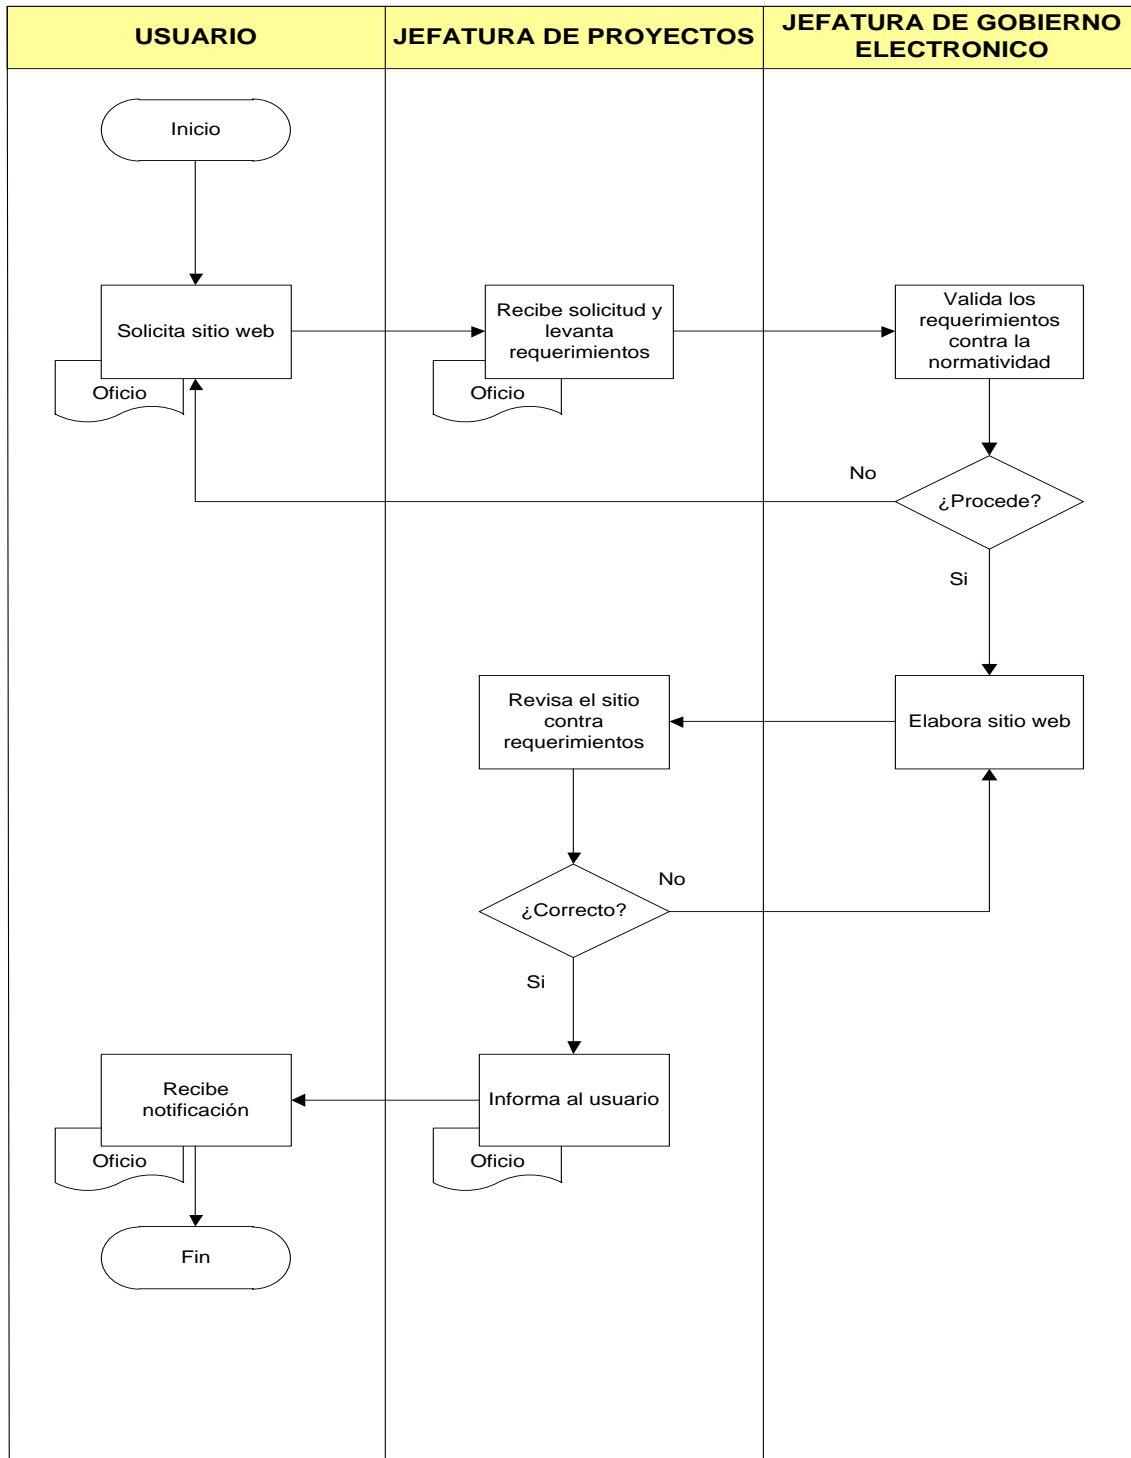 USUARIO
JEFATURA DE PROYECTOS
JEFATURA DE GOBIERNO
ELECTRONICO
Inicio
Solicita sitio web
Oficio
Recibe solicitud y
levanta
requerimientos
Oficio
Valida los
requerimientos
contra la
normatividad
No
¿Procede?
Si
Revisa el sitio
contra
requerimientos
Elabora sitio web
No
¿Correcto?
Si
Recibe
notificación
Oficio
Informa al usuario
Oficio
Fin